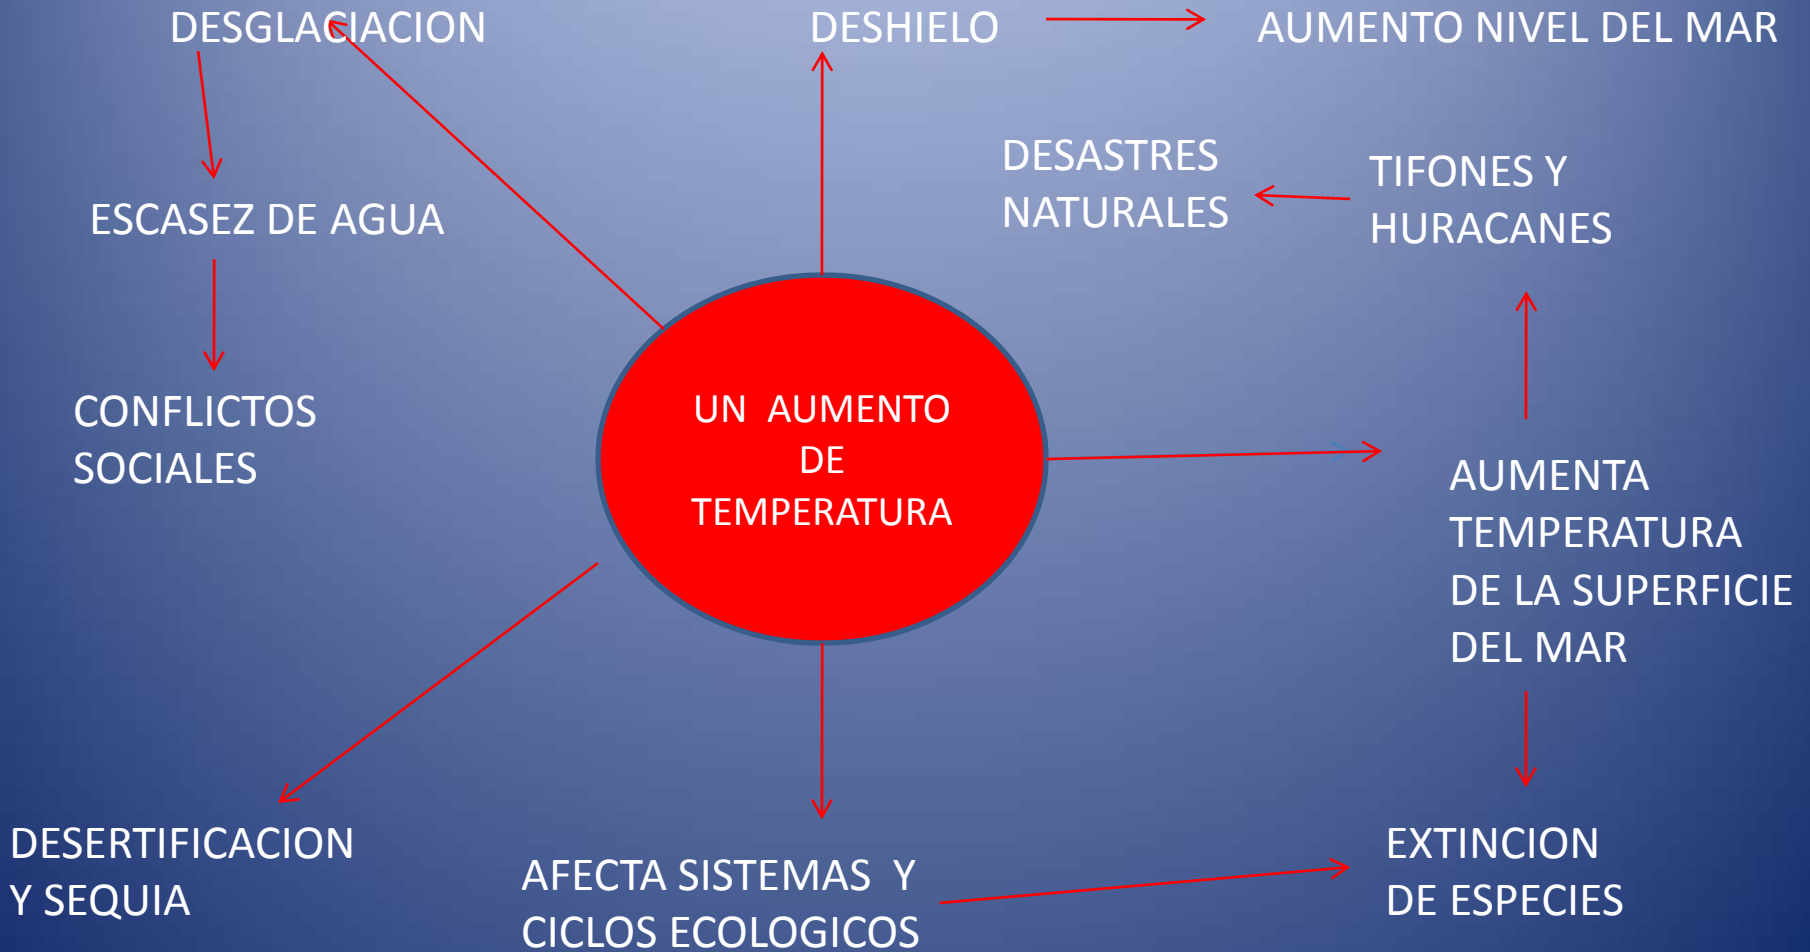 DESGLACIACION
DESHIELO
AUMENTO NIVEL DEL MAR
DESASTRES
NATURALES
TIFONES Y
HURACANES
ESCASEZ DE AGUA
CONFLICTOS
SOCIALES
UN AUMENTO
DE
TEMPERATURA
AUMENTA
TEMPERATURA
DE LA SUPERFICIE
DEL MAR
DESERTIFICACION
Y SEQUIA
AFECTA SISTEMAS Y
CICLOS ECOLOGICOS
EXTINCION
DE ESPECIES